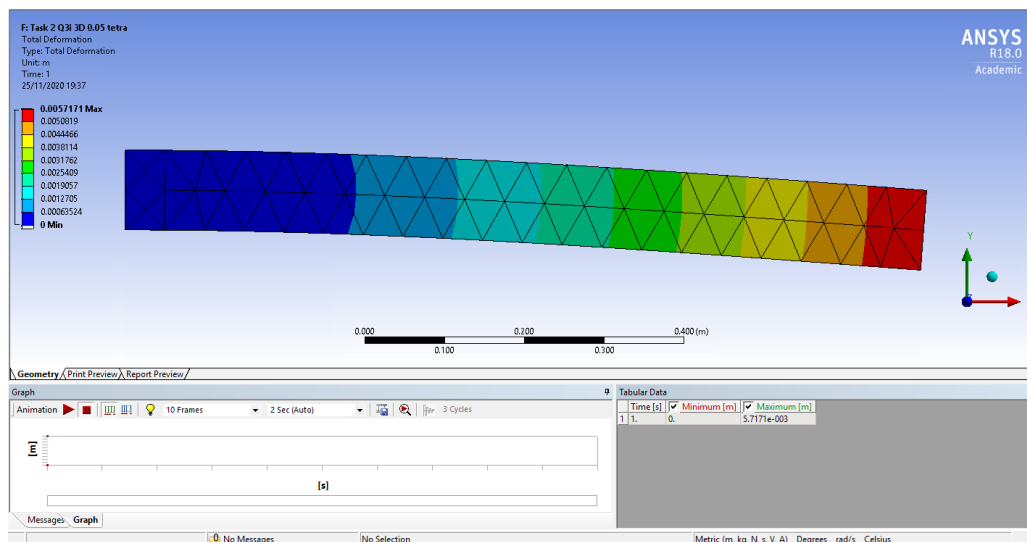 F: Task 2 Q3i 3D 0.05 tetra
Total Deformation
Type: Total Deformation
Unit: m
Time: 1
25/11/2020 19:37
ANSYS
R18.0
Academic
0.0057171 Max
0.0050819
0.0044466
0.0038114
0.0031762
0.0025409
0.0019057
0.0012705
0.00063524
0 Min
Y
0.000
0.200
0.400 (m)
0.100
0.300
Geometry Print Preview Report Preview
Graph
Animation
10 Frames
2 Sec (Auto)
3 Cycles
[m]
[s]
Messages Graph
Tabular Data
Time [s] Minimum [m] Maximum [m]
1 1. 0. 5.7171e-003
0 No Messages
No Selection
Metric (m, kg, N, s, V, A) Degrees rad/s Celsius